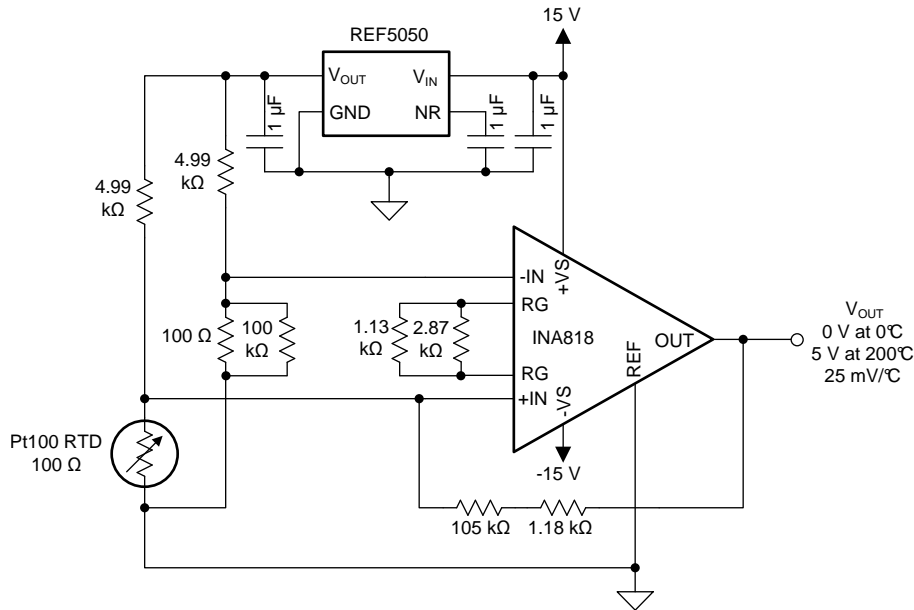 15 V
REF5050
VOUT
VIN
GND
NR
1 µF
1 µF
1 µF
4.99
kΩ
4.99
kΩ
-IN
+VS
RG
100 Ω
100
kΩ
1.13
kΩ
2.87
kΩ
INA818
OUT
REF
RG
+IN
-VS
VOUT
0 V at 0°C
5 V at 200°C
25 mV/°C
Pt100 RTD
100 Ω
-15 V
105 kΩ
1.18 kΩ